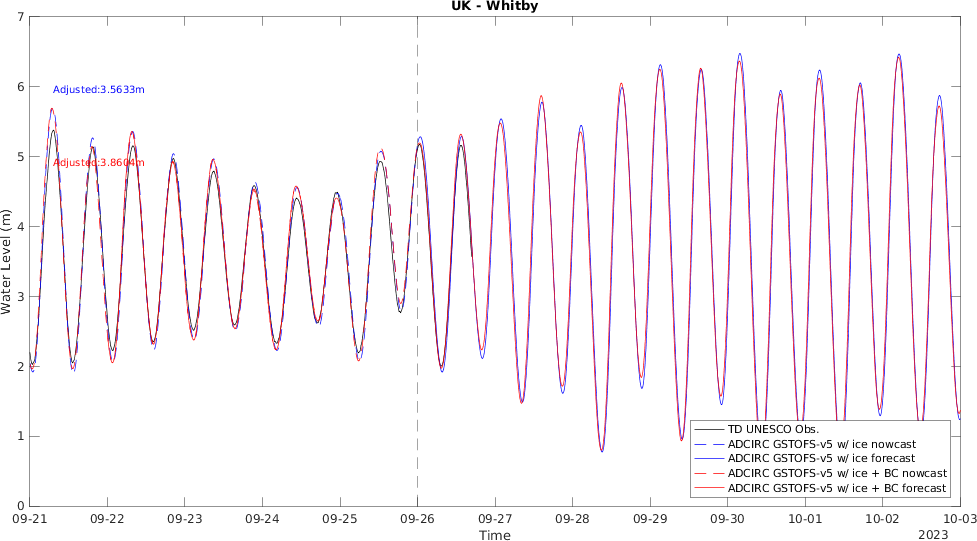 UK - Whitby
7
6
5
4
3
2
1
0
Water Level (m)
Adjusted:3.5633m
Adjusted:3.8604m
TD UNESCO Obs.
ADCIRC GSTOFS-v5 w/ ice nowcast
ADCIRC GSTOFS-v5 w/ ice forecast
ADCIRC GSTOFS-v5 w/ ice + BC nowcast
ADCIRC GSTOFS-v5 w/ ice + BC forecast
09-21 09-22 09-23 09-24 09-25 09-26 09-27 09-28 09-29 09-30 10-01 10-02 10-03
Time
2023